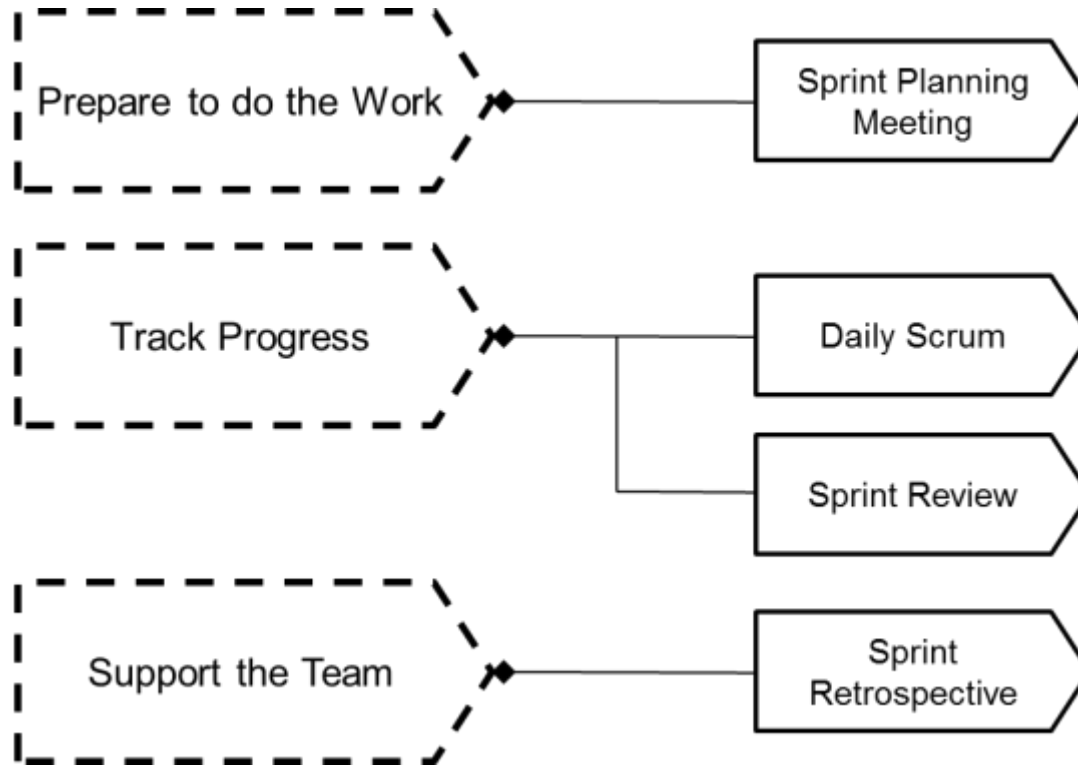 Prepare to do the Work
Sprint Planning
Meeting
Track Progress
Daily Scrum
Sprint Review
Support the Team
Sprint
Retrospective